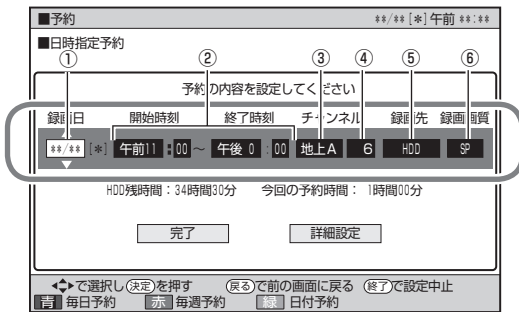 ■予約 **/** [*] 午前 **:**
■日時指定予約
① ② ③ ④ ⑤ ⑥
予約の内容を設定してください
録画日 開始時刻 終了時刻 チャンネル 録画先 録画画質
**/** [*] 午前11:00～ 午後 0:00 地上A 6 HDD SP
HDD残時間：34時間30分 今回の予約時間： 1時間00分
完了 詳細設定
で選択し 決定 を押す 戻る で前の画面に戻る 終了 で設定中止
青 毎日予約 赤 毎週予約 緑 日付予約